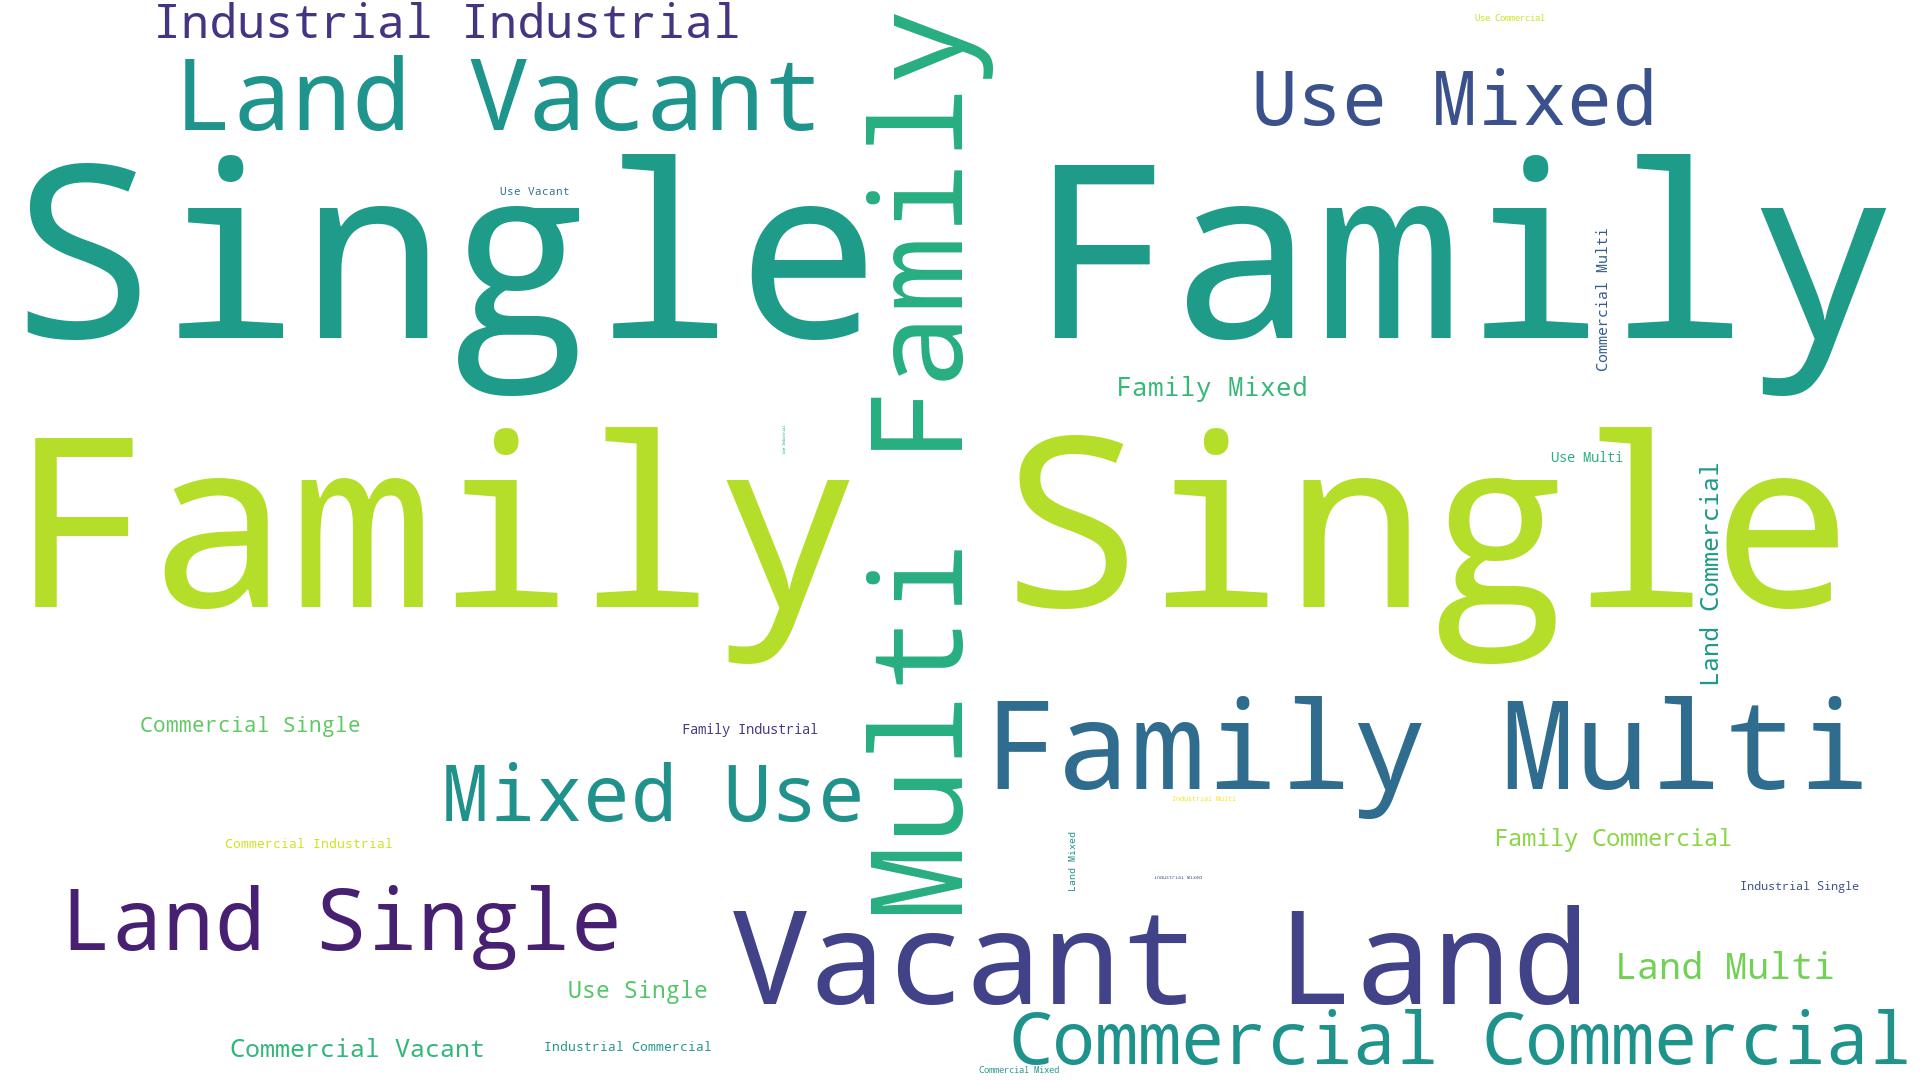 Industrial Industrial
Use Commercial
Land Vacant
Use Mixed
Single Family
Use Vacant
Commercial Multi
Family Mixed
Multi Family
Family Single
Use Industrial
Use Multi
Land Commercial
Commercial Single
Family Industrial
Family Multi
Mixed Use
Industrial Multi
Commercial Industrial
Family Commercial
Land Mixed
Industrial Mixed
Industrial Single
Land Single
Vacant Land
Land Multi
Use Single
Commercial Vacant
Industrial Commercial
Commercial Commercial
Commercial Mixed